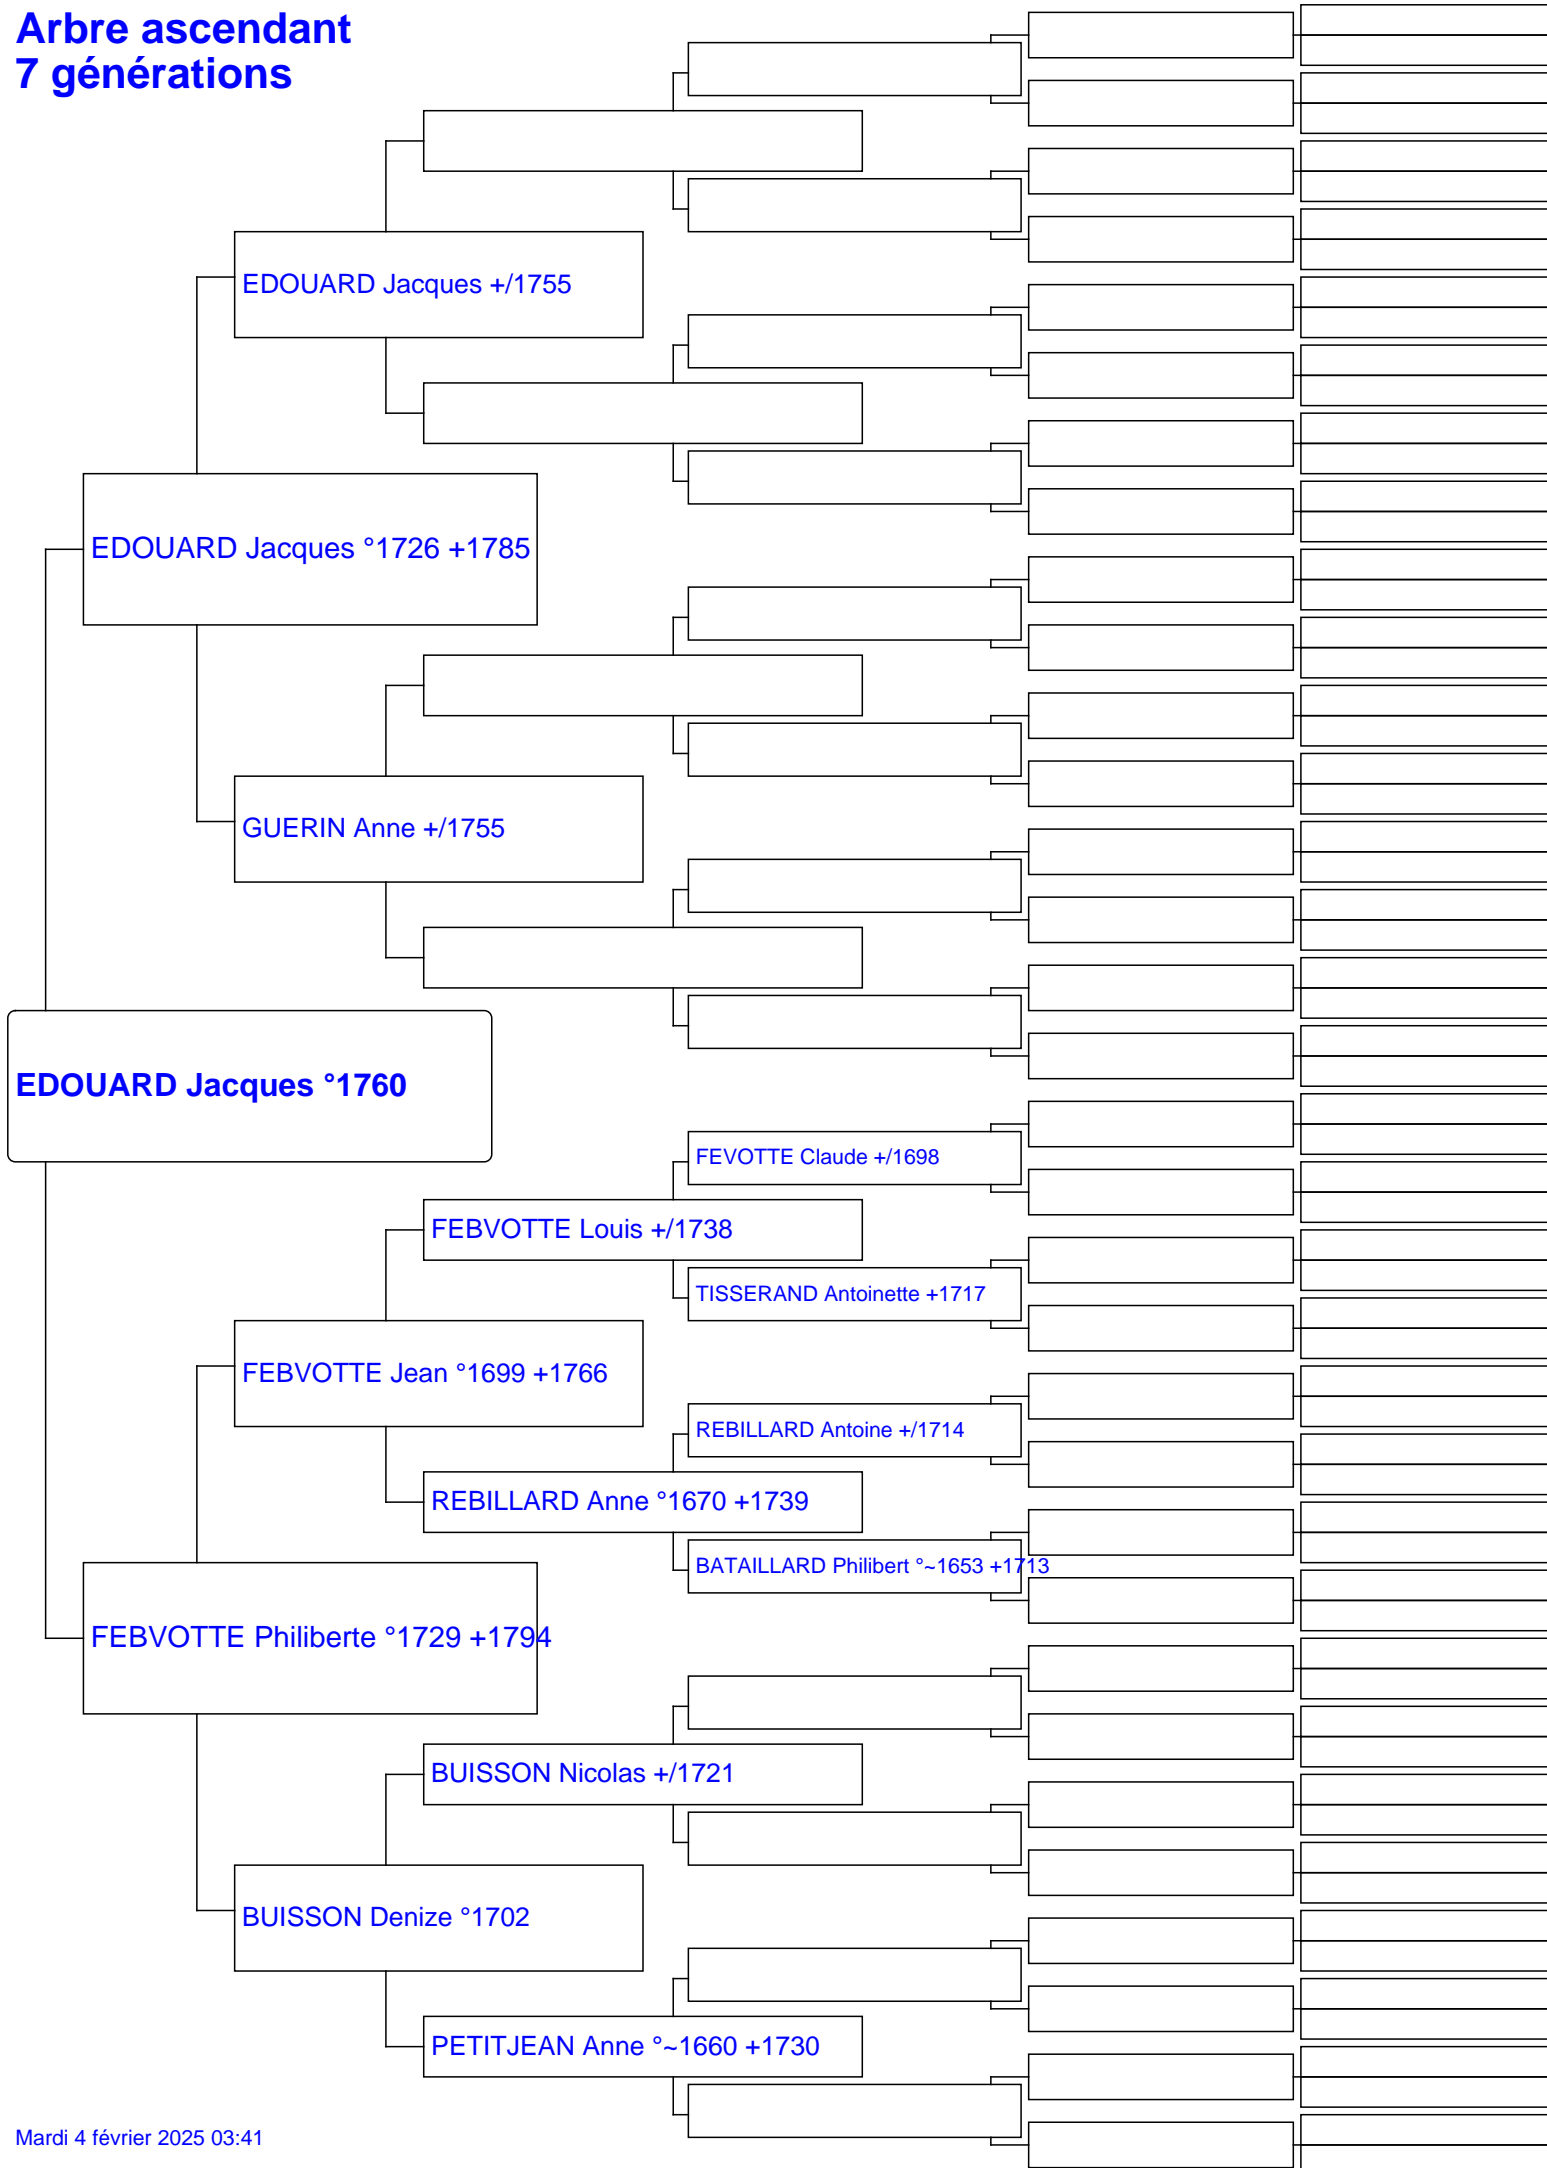 Arbre ascendant
7 générations
EDOUARD Jacques +/1755
EDOUARD Jacques °1726 +1785
GUERIN Anne +/1755
EDOUARD Jacques °1760
FEVOTTE Claude +/1698
FEBVOTTE Louis +/1738
TISSERAND Antoinette +1717
FEBVOTTE Jean °1699 +1766
REBILLARD Antoine +/1714
REBILLARD Anne °1670 +1739
BATAILLARD Philibert °~1653 +1713
FEBVOTTE Philiberte °1729 +1794
BUISSON Nicolas +/1721
BUISSON Denize °1702
PETITJEAN Anne °~1660 +1730
Mardi 4 février 2025 03:41